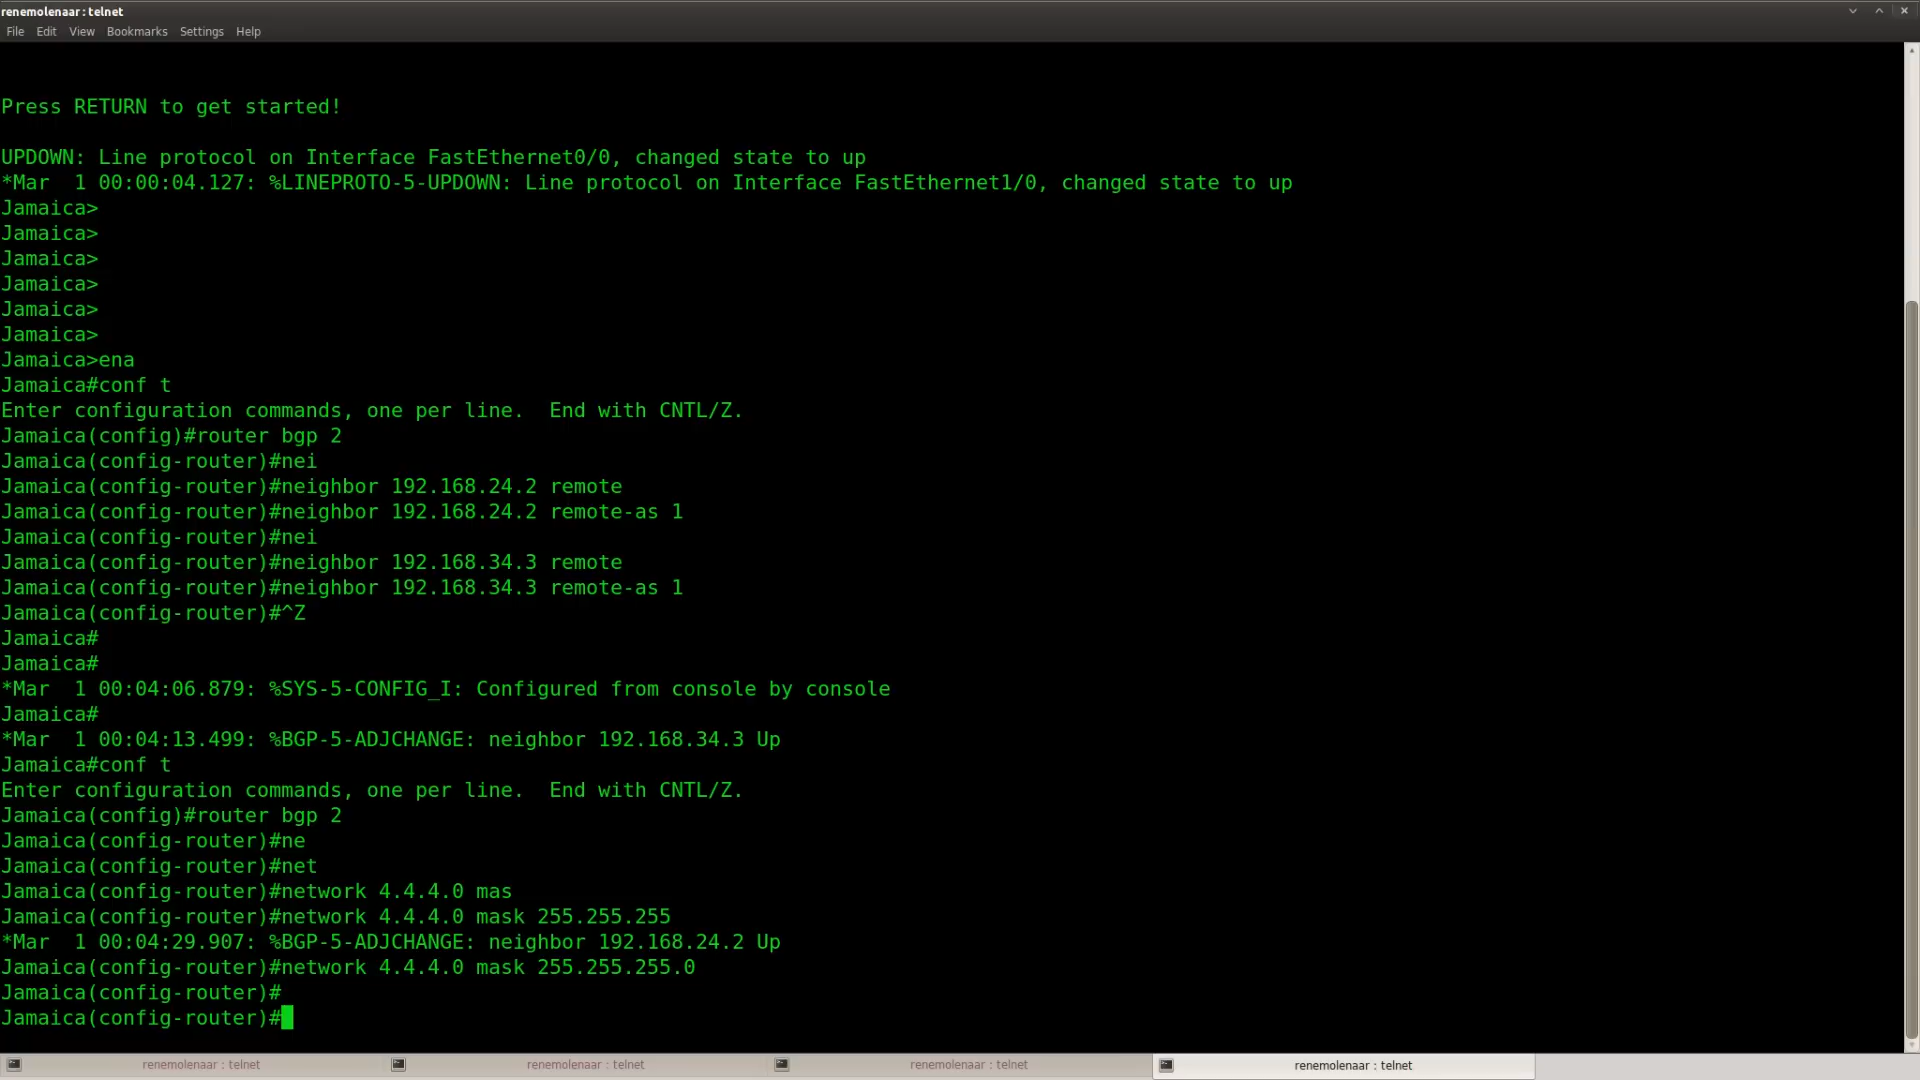 renemolenaar : telnet
File Edit View Bookmarks Settings Help
Press RETURN to get started!
UPDOWN: Line protocol on Interface FastEthernet0/0, changed state to up
*Mar  1 00:00:04.127: %LINEPROTO-5-UPDOWN: Line protocol on Interface FastEthernet1/0, changed state to up
Jamaica>
Jamaica>
Jamaica>
Jamaica>
Jamaica>
Jamaica>
Jamaica>ena
Jamaica#conf t
Enter configuration commands, one per line.  End with CNTL/Z.
Jamaica(config)#router bgp 2
Jamaica(config-router)#nei
Jamaica(config-router)#neighbor 192.168.24.2 remote
Jamaica(config-router)#neighbor 192.168.24.2 remote-as 1
Jamaica(config-router)#nei
Jamaica(config-router)#neighbor 192.168.34.3 remote
Jamaica(config-router)#neighbor 192.168.34.3 remote-as 1
Jamaica(config-router)#^Z
Jamaica#
Jamaica#
*Mar  1 00:04:06.879: %SYS-5-CONFIG_I: Configured from console by console
Jamaica#
*Mar  1 00:04:13.499: %BGP-5-ADJCHANGE: neighbor 192.168.34.3 Up
Jamaica#conf t
Enter configuration commands, one per line.  End with CNTL/Z.
Jamaica(config)#router bgp 2
Jamaica(config-router)#ne
Jamaica(config-router)#net
Jamaica(config-router)#network 4.4.4.0 mas
Jamaica(config-router)#network 4.4.4.0 mask 255.255.255
*Mar  1 00:04:29.907: %BGP-5-ADJCHANGE: neighbor 192.168.24.2 Up
Jamaica(config-router)#network 4.4.4.0 mask 255.255.255.0
Jamaica(config-router)#
Jamaica(config-router)#
renemolenaar : telnet renemolenaar : telnet renemolenaar : telnet renemolenaar : telnet